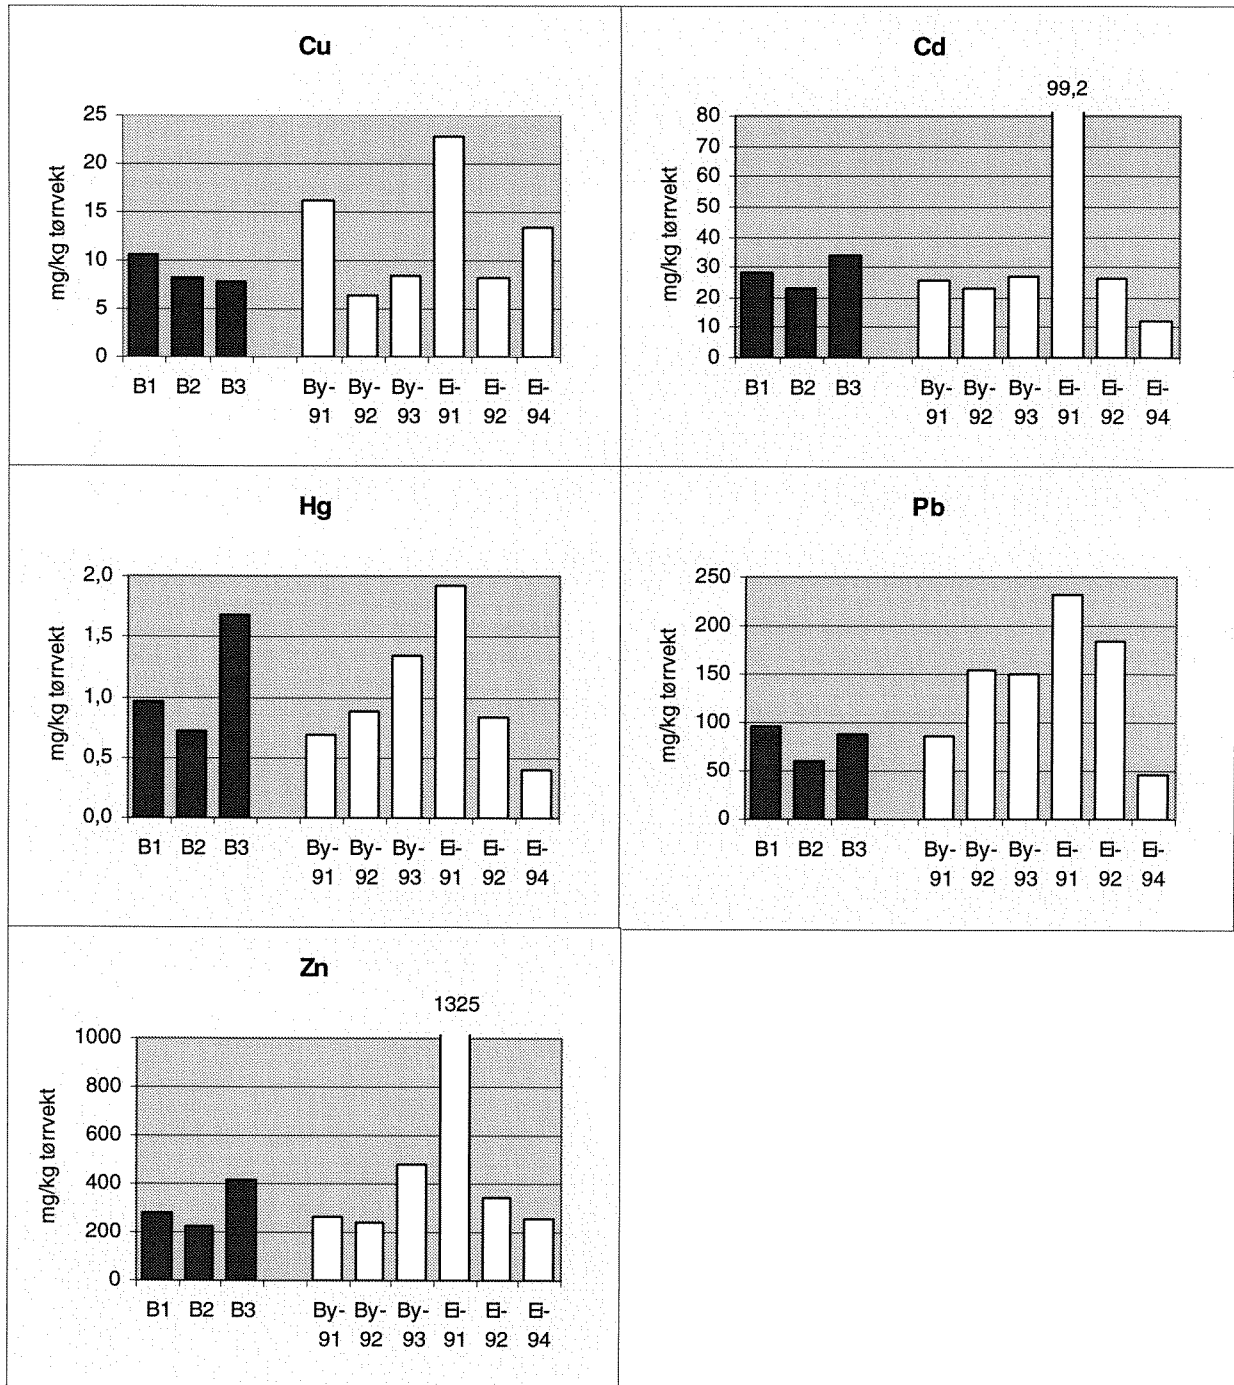 Cu
mg/kg tørrvekt
25
20
15
10
5
0
B1 B2 B3 By- By- By- Ei- Ei- Ei-
91 92 93 91 92 94
Cd
99,2
mg/kg tørrvekt
80
70
60
50
40
30
20
10
0
B1 B2 B3 By- By- By- Ei- Ei- Ei-
91 92 93 91 92 94
Hg
mg/kg tørrvekt
2,0
1,5
1,0
0,5
0,0
B1 B2 B3 By- By- By- Ei- Ei- Ei-
91 92 93 91 92 94
Pb
mg/kg tørrvekt
250
200
150
100
50
0
B1 B2 B3 By- By- By- Ei- Ei- Ei-
91 92 93 91 92 94
Zn
1325
mg/kg tørrvekt
1000
800
600
400
200
0
B1 B2 B3 By- By- By- Ei- Ei- Ei-
91 92 93 91 92 94